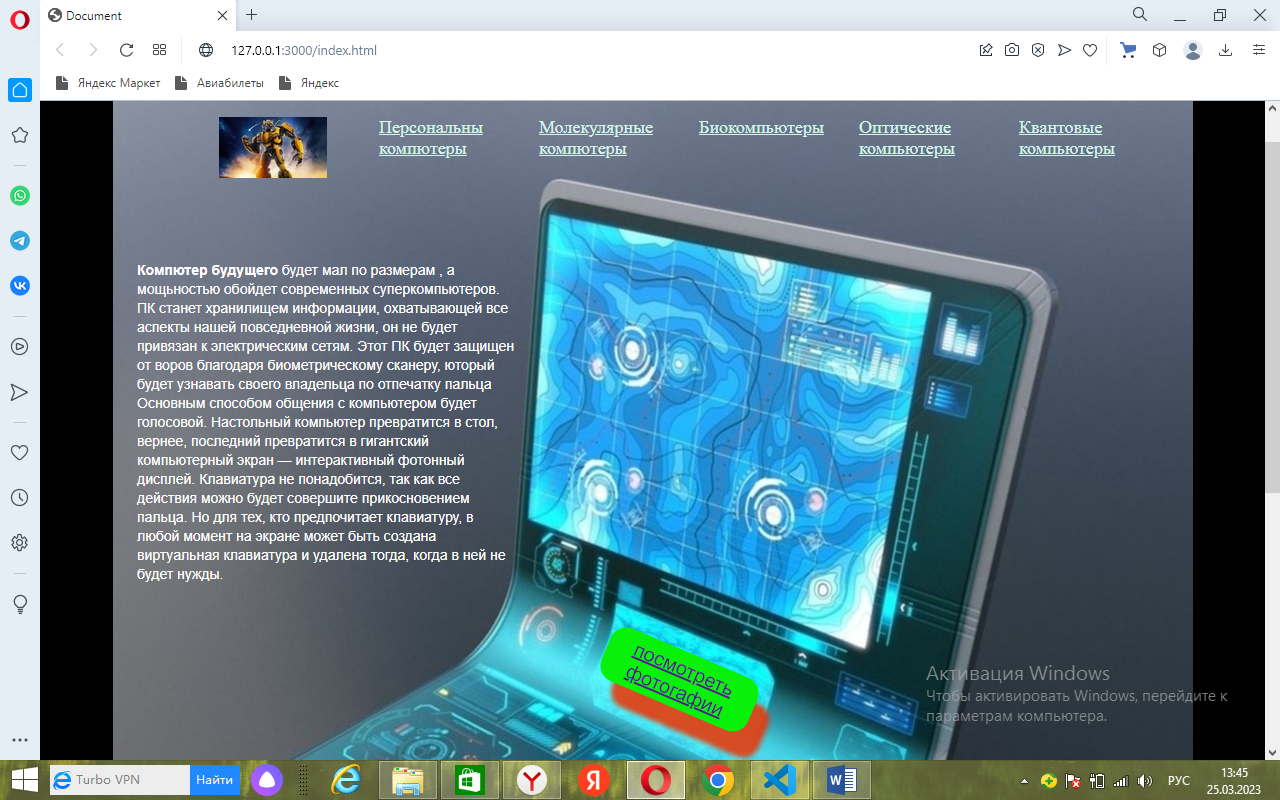 Document
127.0.0.1:3000/index.html
Яндекс Маркет
Авиабилеты
Яндекс
Персональны
компютеры
Молекулярные
компютеры
Биокомпьютеры
Оптические
компьютеры
Квантовые
компьютеры
Компютер будущего будет мал по размерам , а
мощьностью обойдет современных суперкомпьютеров.
ПК станет хранилищем информации, охватывающей все
аспекты нашей повседневной жизни, он не будет
привязан к электрическим сетям. Этот ПК будет защищен
от воров благодаря биометрическому сканеру, юторый
будет узнавать своего владельца по отпечатку пальца
Основным способом общения с компьютером будет
голосовой. Настольный компьютер превратится в стол,
вернее, последний превратится в гигантский
компьютерный экран — интерактивный фотонный
дисплей. Клавиатура не понадобится, так как все
действия можно будет совершите прикосновением
пальца. Но для тех, кто предпочитает клавиатуру, в
любой момент на экране может быть создана
виртуальная клавиатура и удалена тогда, когда в ней не
будет нужды.
посмотреть
фотогафии
Активация Windows
Чтобы активировать Windows, перейдите к
параметрам компьютера.
Turbo VPN
Найти
РУС
13:45
25.03.2023